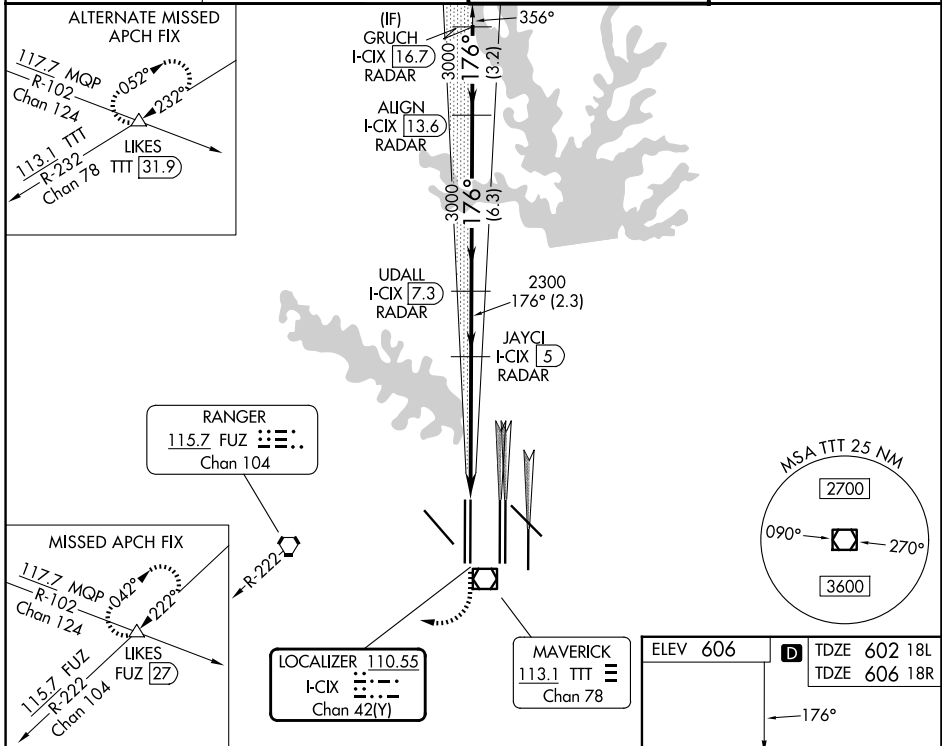 ALTERNATE MISSED
APCH FIX
117.7 MQP
R-102
Chan 124
052°
232°
113.1 TTT
R-232
Chan 78
LIKES
TTT 31.9
(IF)
GRUCH
I-CIX 16.7
RADAR
356°
3000
176°
(3.2)
ALIGN
I-CIX 13.6
RADAR
3000
176°
(6.3)
UDALL
I-CIX 7.3
RADAR
2300
176° (2.3)
JAYCI
I-CIX 5
RADAR
RANGER
115.7 FUZ
Chan 104
R-222
MSA TTT 25 NM
2700
090°
270°
3600
MISSED APCH FIX
117.7 MQP
R-102
Chan 124
042°
222°
115.7 FUZ
R-222
Chan 104
LIKES
FUZ 27
LOCALIZER 110.55
I-CIX
Chan 42(Y)
MAVERICK
113.1 TTT
Chan 78
ELEV 606
D
TDZE 602 18L
TDZE 606 18R
176°